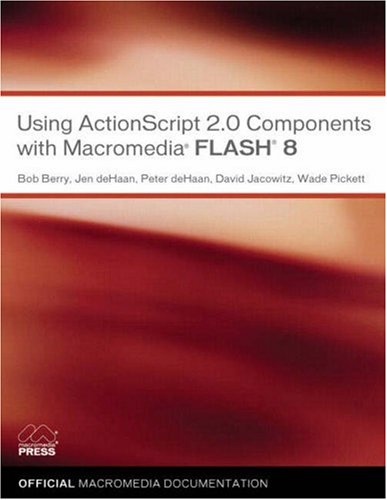 Using ActionScript 2.0 Components
with Macromedia® FLASH® 8
Bob Berry, Jen deHaan, Peter deHaan, David Jacowitz, Wade Pickett
macromedia®
PRESS
OFFICIAL MACROMEDIA DOCUMENTATION